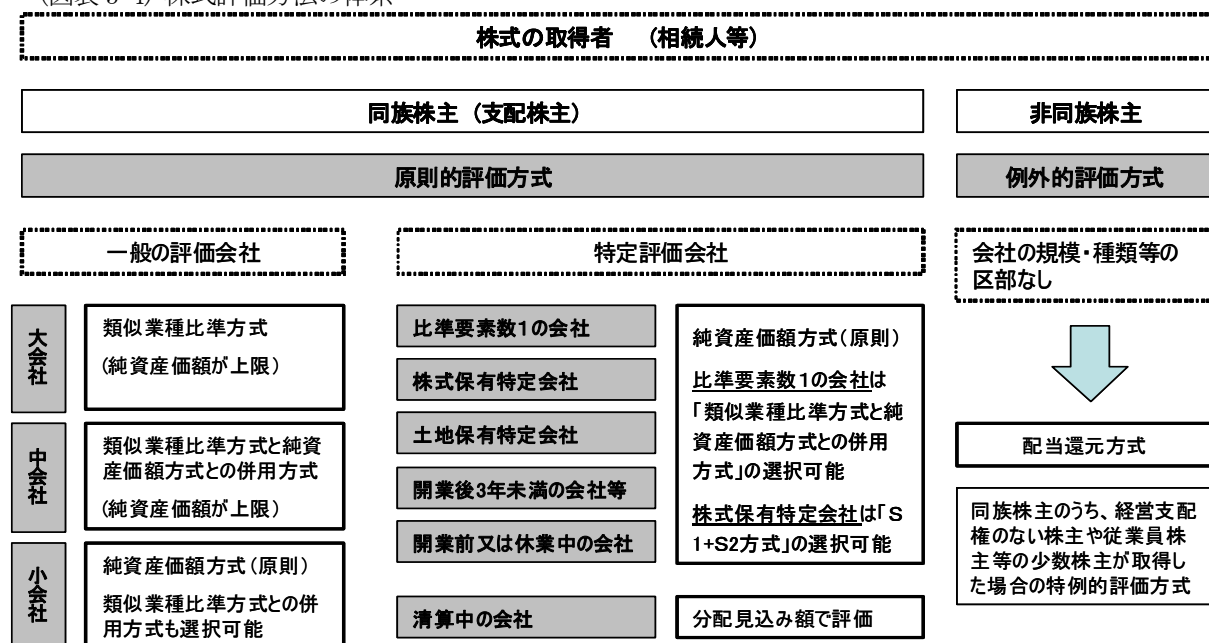 (図表 3-4) 株式評価方法の体系
株式の取得者 （相続人等）
同族株主（支配株主）
非同族株主
原則的評価方式
例外的評価方式
一般の評価会社
特定評価会社
会社の規模・種類等の
区部なし
大会社
類似業種比準方式
(純資産価額が上限)
中会社
類似業種比準方式と純資
産価額方式との併用方式
(純資産価額が上限)
小会社
純資産価額方式(原則)
類似業種比準方式との併
用方式も選択可能
比準要素数1の会社
株式保有特定会社
土地保有特定会社
開業後3年未満の会社等
開業前又は休業中の会社
清算中の会社
純資産価額方式(原則)
比準要素数1の会社は
「類似業種比準方式と純
資産価額方式との併用
方式」の選択可能
株式保有特定会社は「S
1+S2方式」の選択可能
分配見込み額で評価
配当還元方式
同族株主のうち、経営支配
権のない株主や従業員株
主等の少数株主が取得し
た場合の特例的評価方式